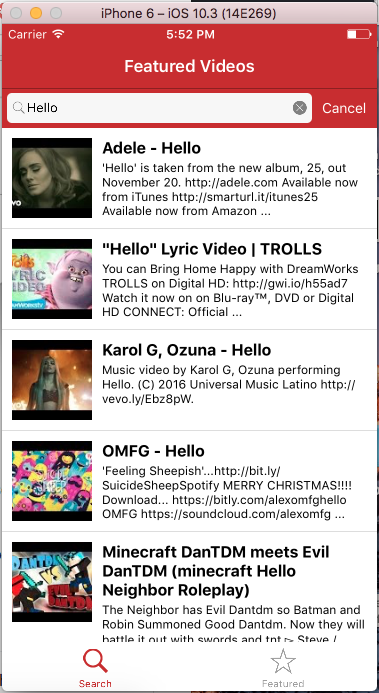 iPhone 6 – iOS 10.3 (14E269)
Carrier 5:52 PM
Featured Videos
Hello Cancel
Adele - Hello
'Hello' is taken from the new album, 25, out
November 20. http://adele.com Available now
from iTunes http://smarturl.it/itunes25
Available now from Amazon ...
"Hello" Lyric Video | TROLLS
You can Bring Home Happy with DreamWorks
TROLLS on Digital HD: http://gwi.io/h55ad7
Watch it now on on Blu-ray™, DVD or Digital
HD CONNECT: Official ...
Karol G, Ozuna - Hello
Music video by Karol G, Ozuna performing
Hello. (C) 2016 Universal Music Latino http://
vevo.ly/Ebz8pW.
OMFG - Hello
'Feeling Sheepish'...http://bit.ly/
SuicideSheepSpotify MERRY CHRISTMAS!!!!
Download... https://bitly.com/alexomfghello
OMFG https://soundcloud.com/alexomfg ...
DANTDM
Minecraft DanTDM meets Evil
DanTDM (minecraft Hello
Neighbor Roleplay)
The Neighbor has Evil Dantdm so Batman and
Robin Summoned Good Dantdm. Now they will
battle it out with swords and tnt ▻ Steve /
Search Featured